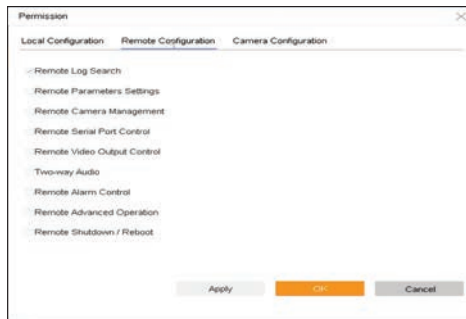 Permission
Local Configuration Remote Configuration Camera Configuration
Remote Log Search
Remote Parameters Settings
Remote Camera Management
Remote Serial Port Control
Remote Video Output Control
Two-way Audio
Remote Alarm Control
Remote Advanced Operation
Remote Shutdown / Reboot
Apply OK Cancel